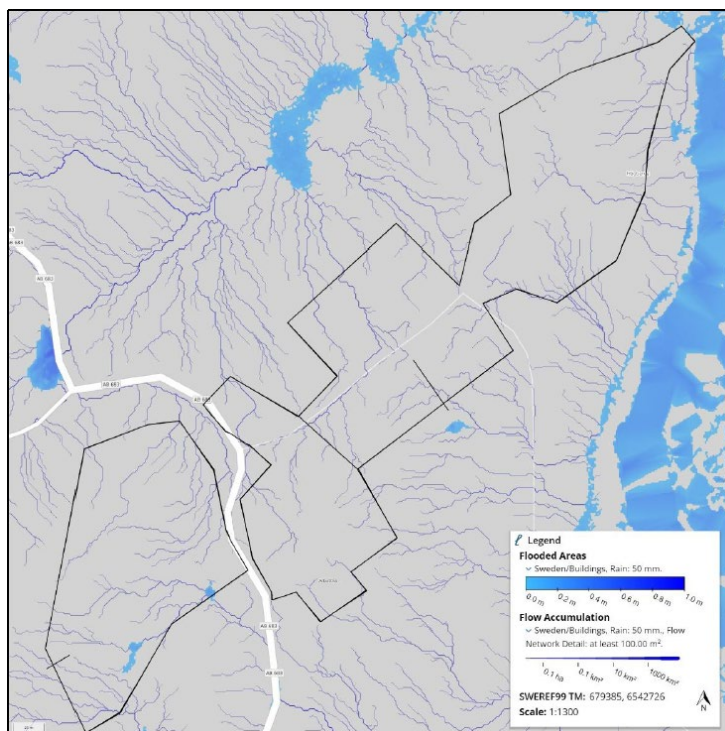 AB 683
AB 683
AB 683
AB 683
Legend
Flooded Areas
Sweden/Buildings, Rain: 50 mm.
0.0 m 0.2 m 0.4 m 0.6 m 0.8 m 1.0 m
Flow Accumulation
Sweden/Buildings, Rain: 50 mm., Flow
Network Detail: at least 100.00 m².
0,1 ha 0,1 km² 10 km² 1000 km²
SWEREF99 TM: 679385, 6542726
Scale: 1:1300
N